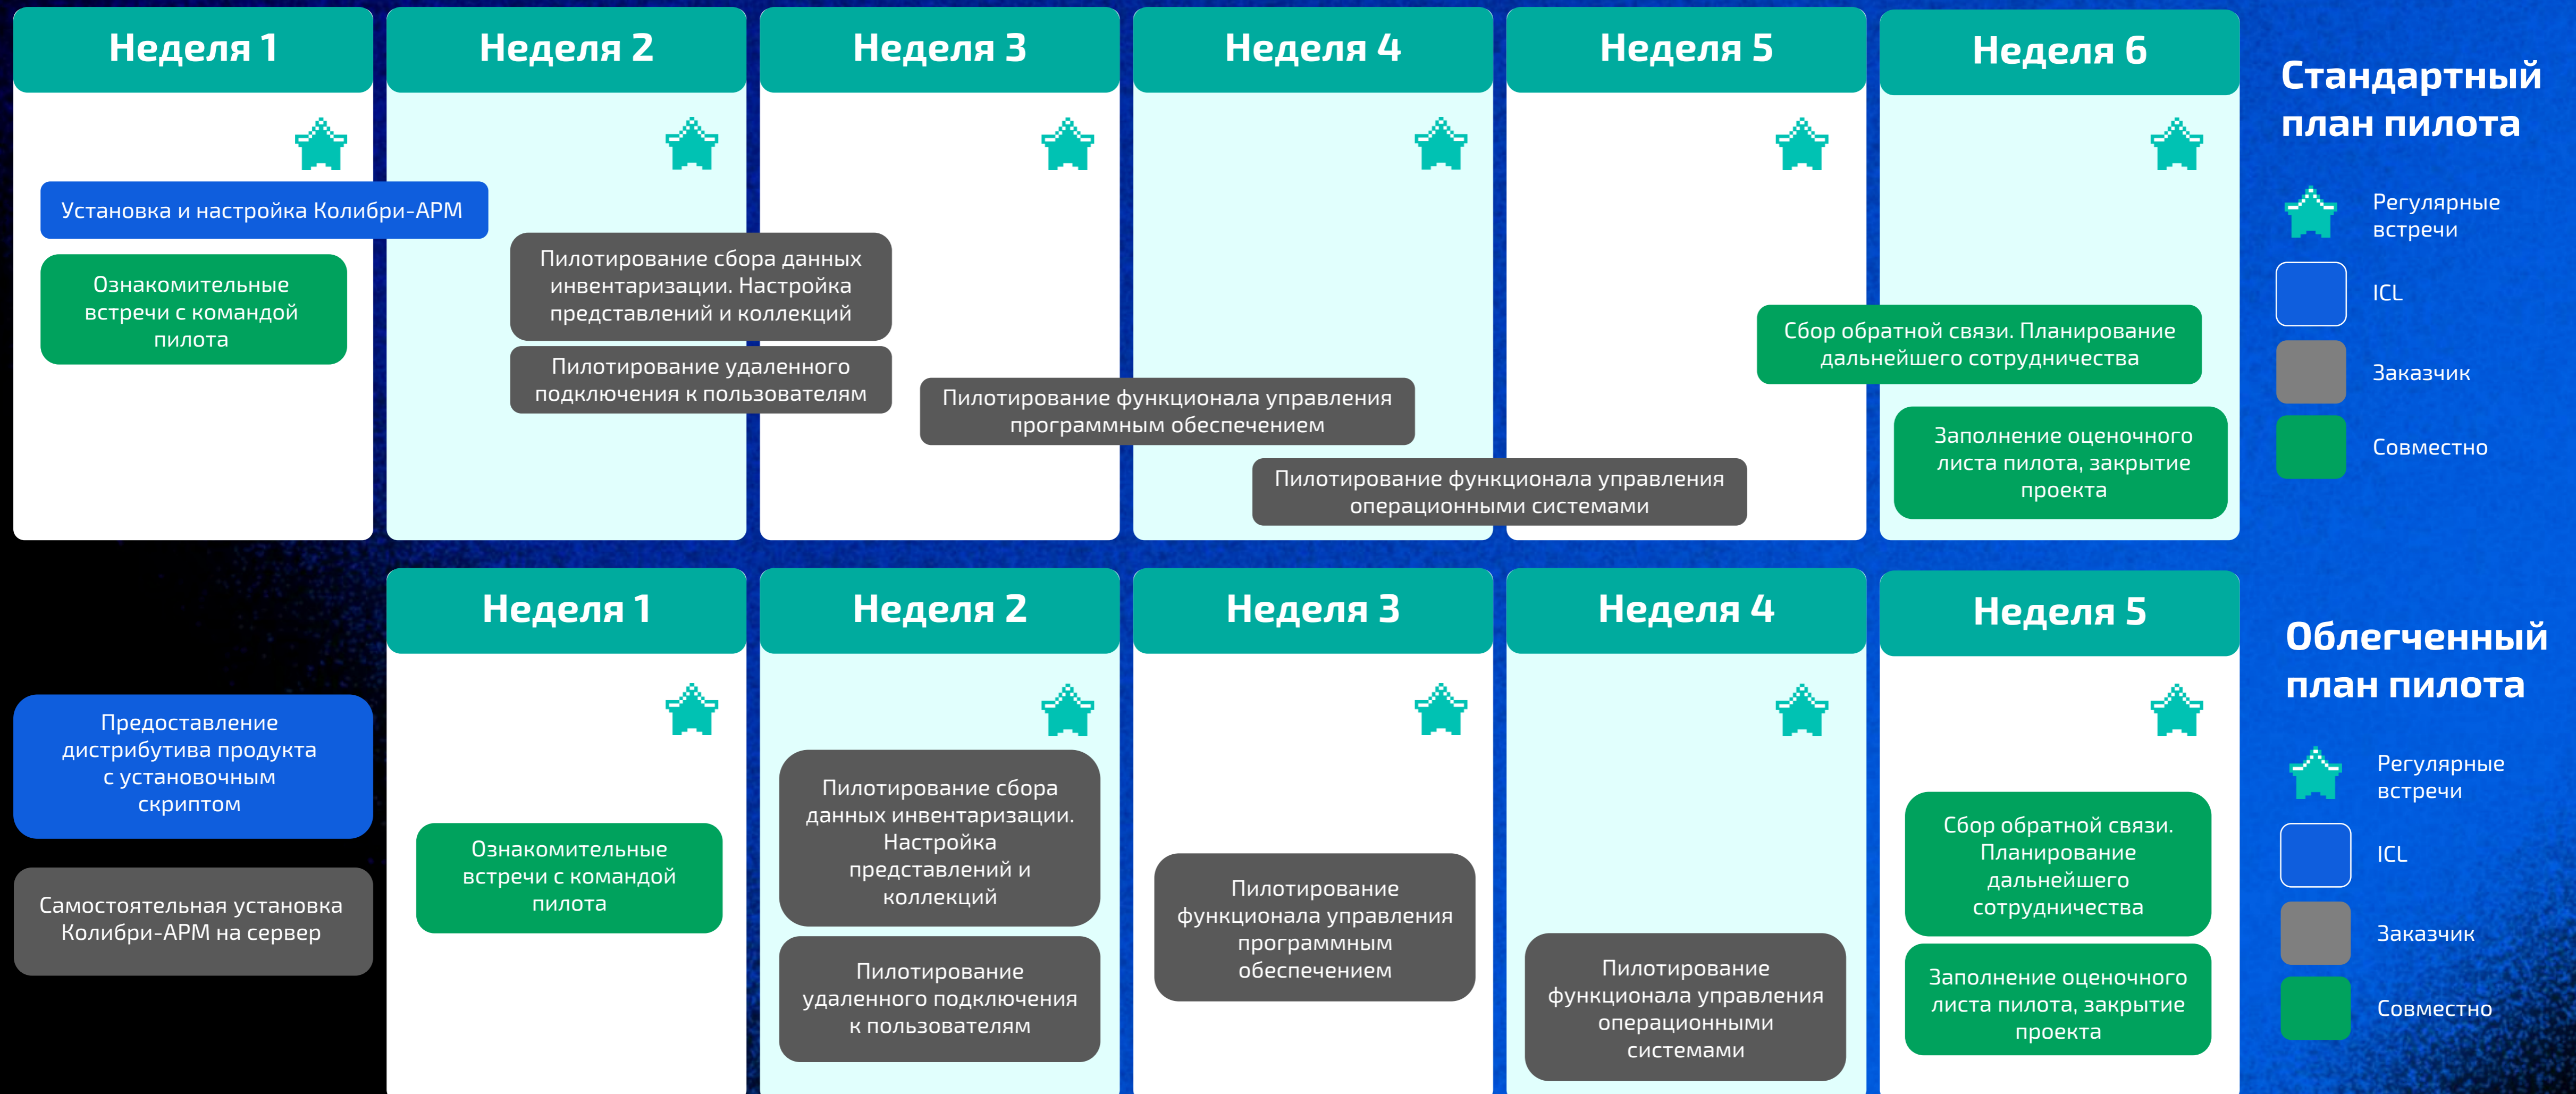 Неделя 1
Неделя 2
Неделя 3
Неделя 4
Неделя 5
Неделя 6
Установка и настройка Колибри-АРМ
Ознакомительные
встречи с командой
пилота
Пилотирование сбора данных
инвентаризации. Настройка
представлений и коллекций
Пилотирование удаленного
подключения к пользователям
Пилотирование функционала управления
программным обеспечением
Пилотирование функционала управления
операционными системами
Сбор обратной связи. Планирование
дальнейшего сотрудничества
Заполнение оценочного
листа пилота, закрытие
проекта
Стандартный
план пилота
Регулярные
встречи
ICL
Заказчик
Совместно
Предоставление
дистрибутива продукта
с установочным
скриптом
Самостоятельная установка
Колибри-АРМ на сервер
Неделя 1
Неделя 2
Неделя 3
Неделя 4
Неделя 5
Ознакомительные
встречи с командой
пилота
Пилотирование сбора
данных инвентаризации.
Настройка
представлений и
коллекций
Пилотирование
удаленного подключения
к пользователям
Пилотирование
функционала управления
программным
обеспечением
Пилотирование
функционала управления
операционными
системами
Сбор обратной связи.
Планирование
дальнейшего
сотрудничества
Заполнение оценочного
листа пилота, закрытие
проекта
Облегченный
план пилота
Регулярные
встречи
ICL
Заказчик
Совместно